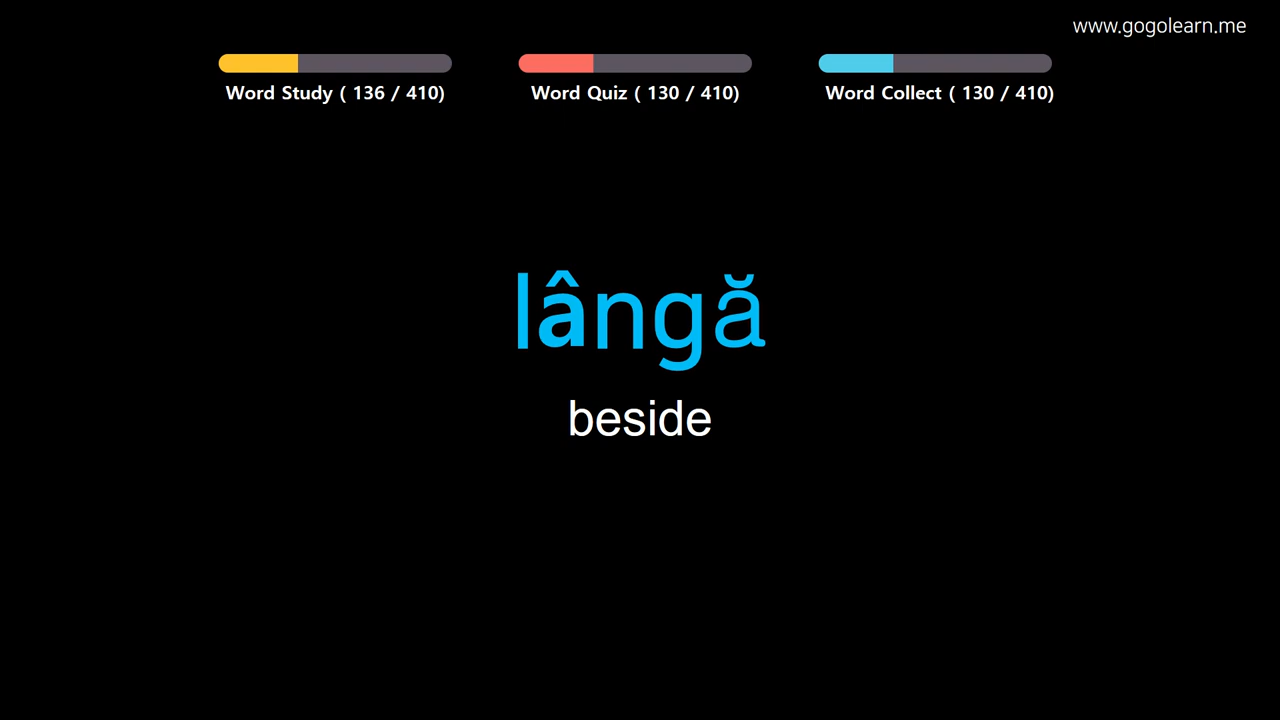 www.gogolearn.me
Word Study ( 136 / 410)
Word Quiz ( 130 / 410)
Word Collect ( 130 / 410)
lângă
beside